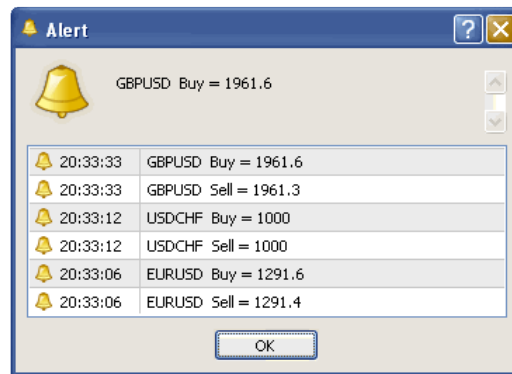 Alert
GBPUSD Buy = 1961.6
20:33:33 GBPUSD Buy = 1961.6
20:33:33 GBPUSD Sell = 1961.3
20:33:12 USDCHF Buy = 1000
20:33:12 USDCHF Sell = 1000
20:33:06 EURUSD Buy = 1291.6
20:33:06 EURUSD Sell = 1291.4
OK